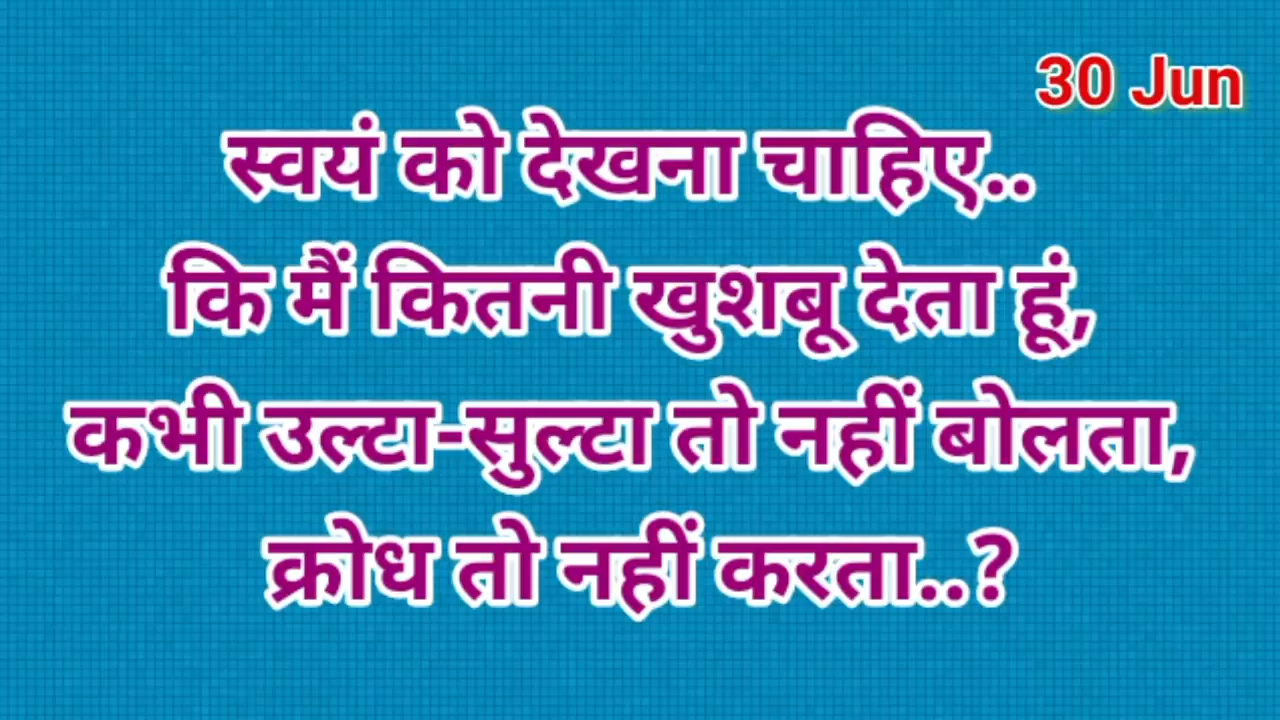 30 Jun
स्वयं को देखना चाहिए..
कि मैं कितनी खुशबू देता हूं,
कभी उल्टा-सुल्टा तो नहीं बोलता,
क्रोध तो नहीं करता..?